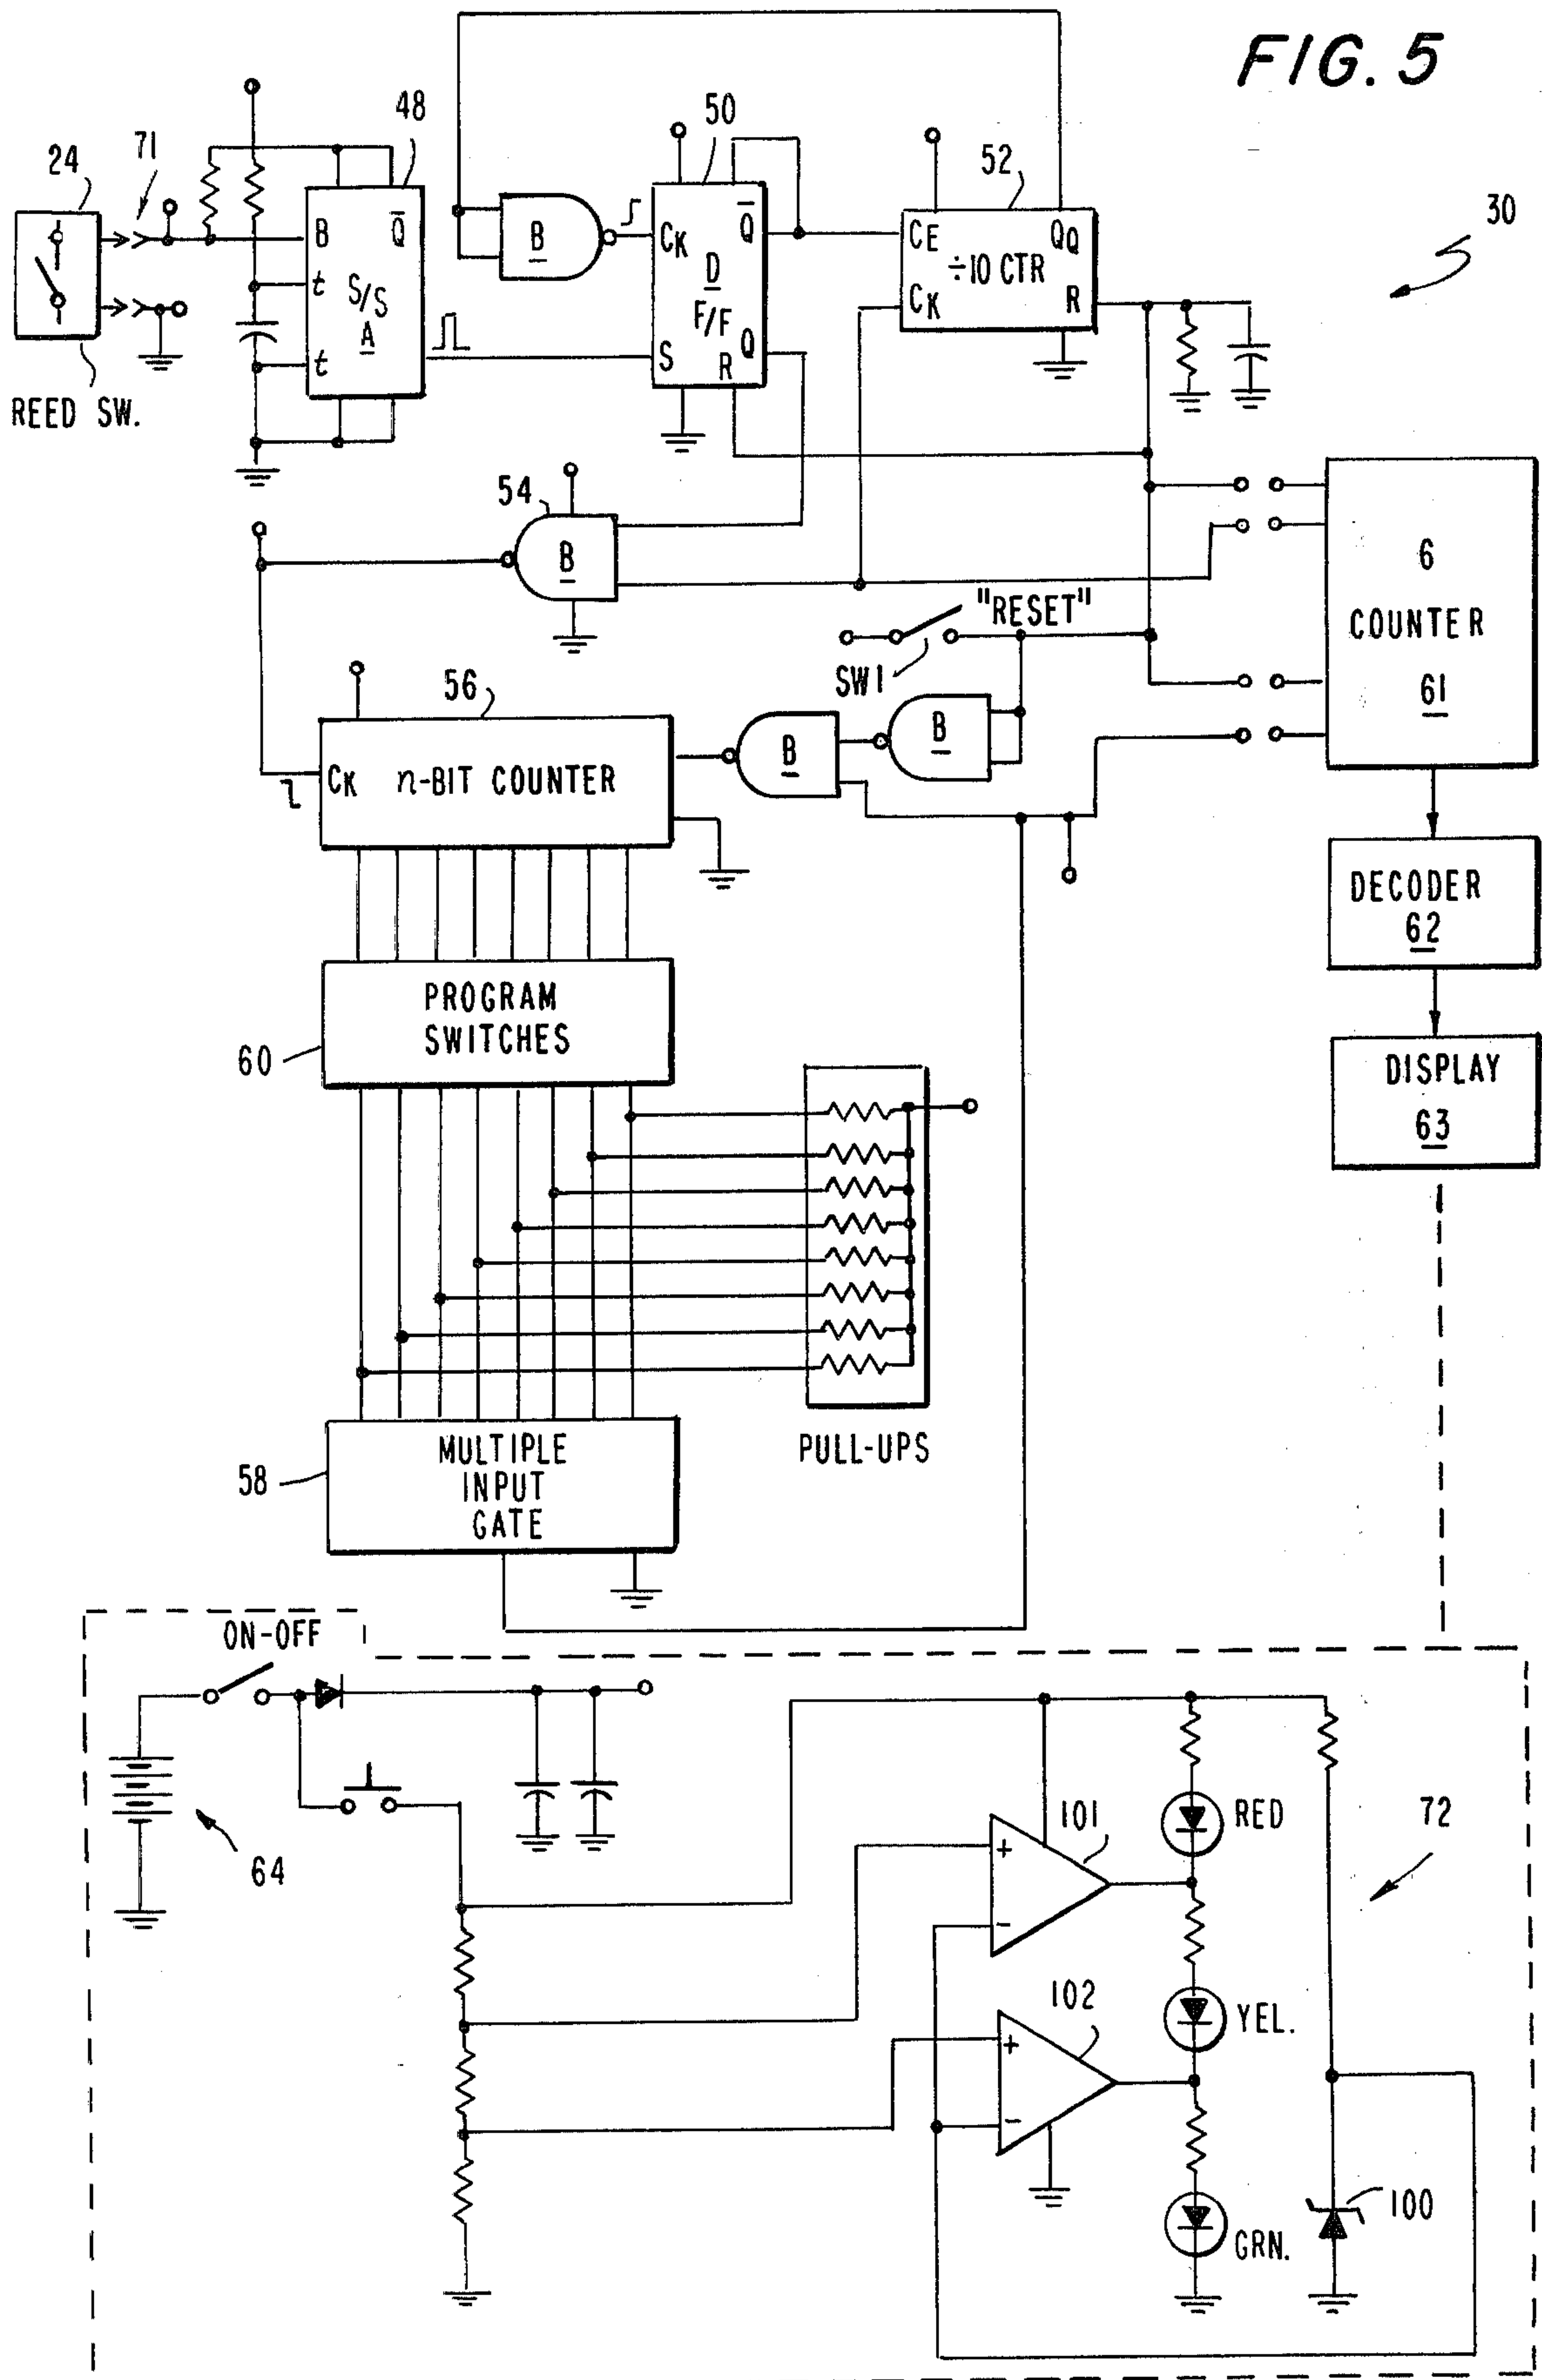 FIG. 5
30
24
71
48
50
52
REED SW.
B
Q̅
t
S/S
A
t
B
CK
Q̅
D
F/F
Q
S
R
CE
QQ
÷10 CTR
CK
R
54
B
"RESET"
SW1
6
COUNTER
61
56
CK
n-BIT COUNTER
B
B
DECODER
62
PROGRAM
SWITCHES
60
DISPLAY
63
PULL-UPS
58
MULTIPLE
INPUT
GATE
ON-OFF
64
101
+
-
RED
72
102
+
-
YEL.
GRN.
100